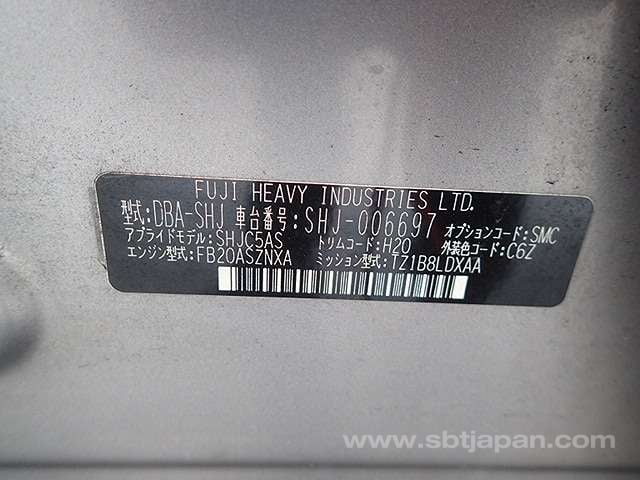 FUJI HEAVY INDUSTRIES LTD.
型式:DBA-SHJ 車台番号:SHJ-006697 オプションコード:SMC
アプライドモデル:SHJC5AS トリムコード:H20 外装色コード:C6Z
エンジン型式:FB20ASZNXA ミッション型式:TZ1B8LDXAA
www.sbtjapan.com